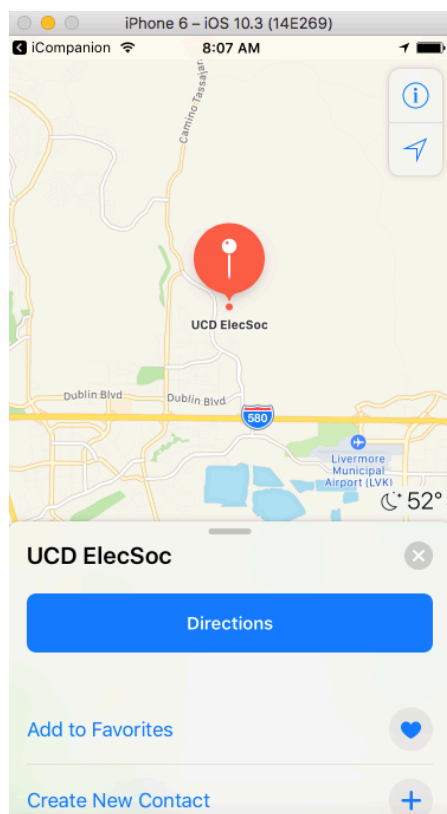 iPhone 6 – iOS 10.3 (14E269)
iCompanion 8:07 AM
Camino Tassajar
UCD ElecSoc
Dublin Blvd
Dublin Blvd
580
Livermore
Municipal
Airport (LVK)
52°
UCD ElecSoc
Directions
Add to Favorites
Create New Contact